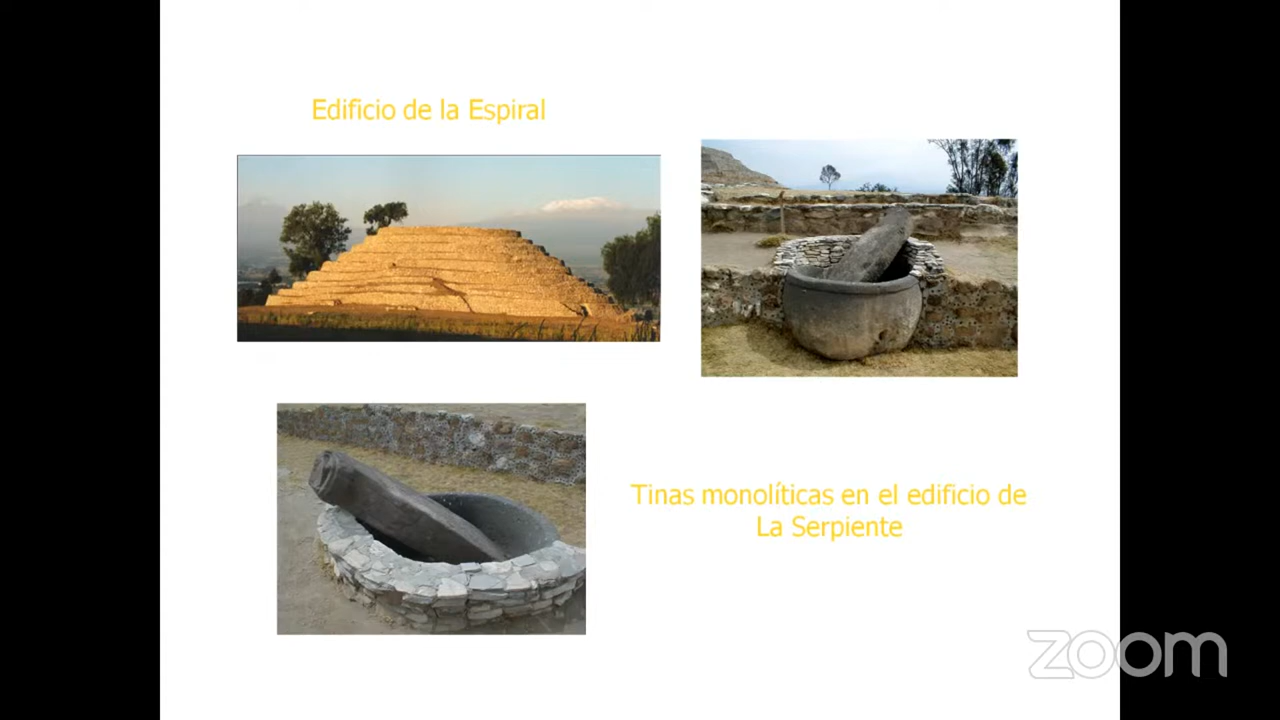 Edificio de la Espiral
Tinas monolíticas en el edificio de
La Serpiente
zoom